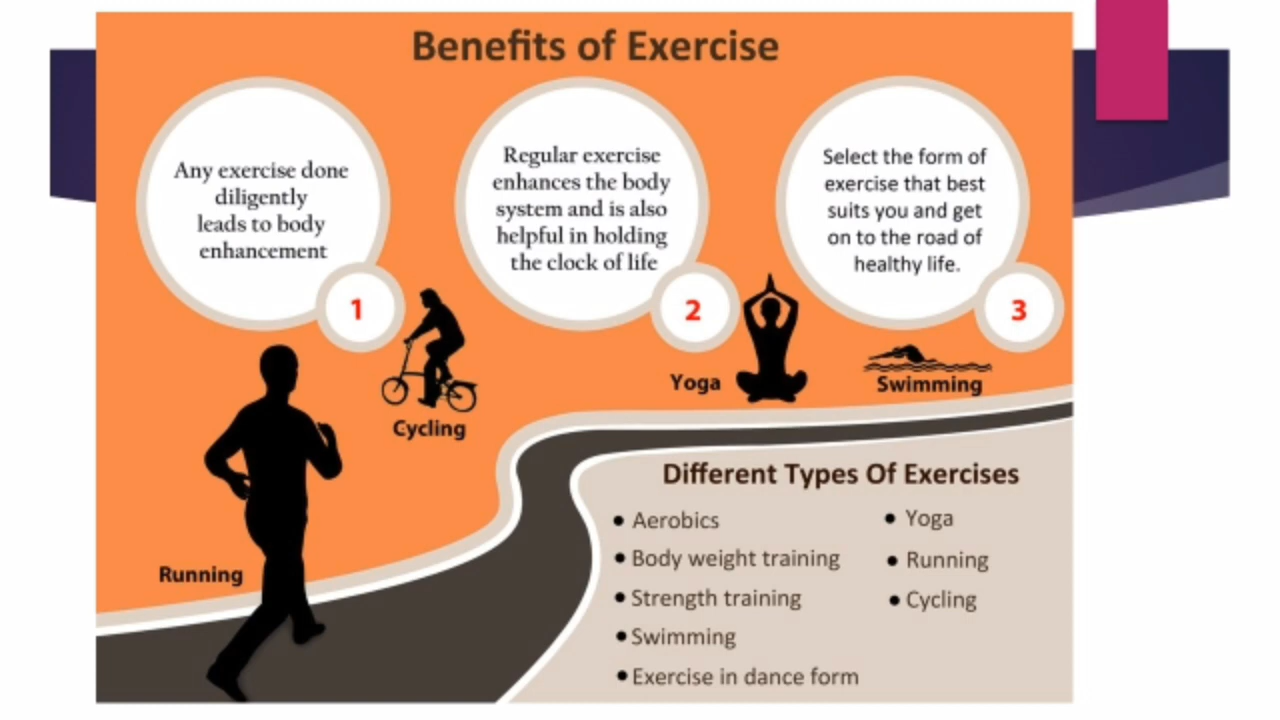 Benefits of Exercise
Any exercise done
diligently
leads to body
enhancement
1
Regular exercise
enhances the body
system and is also
helpful in holding
the clock of life
2
Select the form of
exercise that best
suits you and get
on to the road of
healthy life.
3
Cycling
Yoga
Swimming
Running
Different Types Of Exercises
• Aerobics
• Body weight training
• Strength training
• Swimming
• Exercise in dance form
• Yoga
• Running
• Cycling